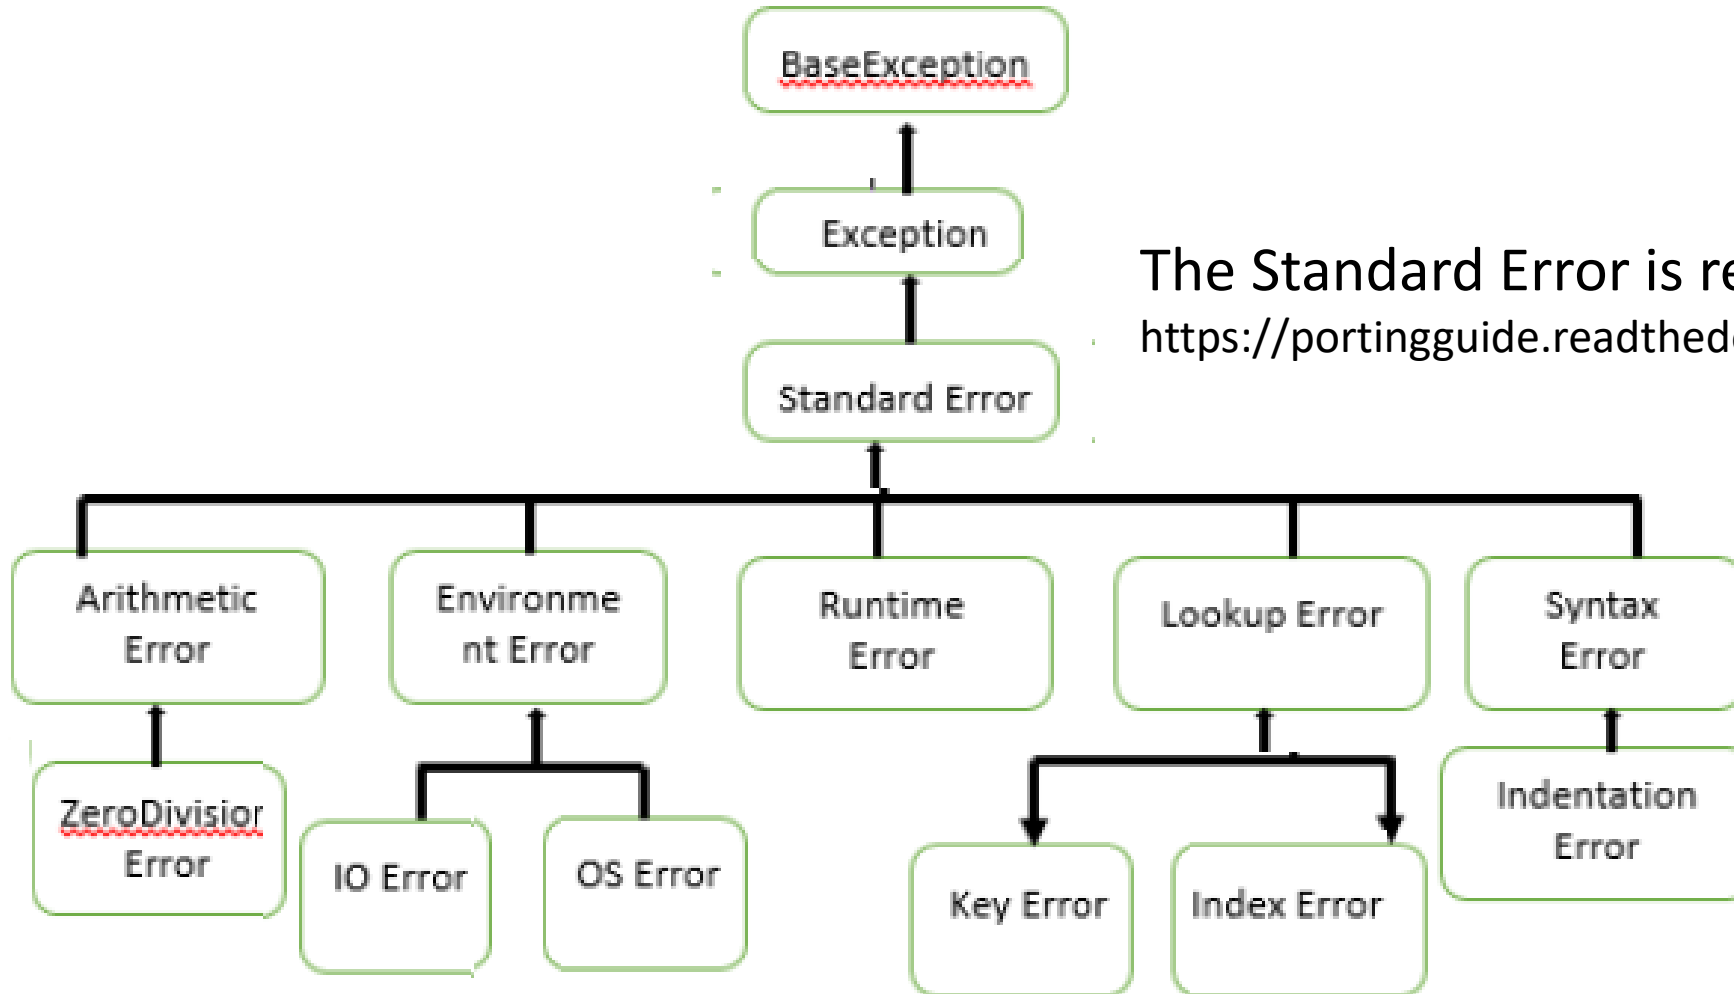 BaseException
Exception
The Standard Error is re
https://portingguide.readthed
Standard Error
Arithmetic
Error
Environme
nt Error
Runtime
Error
Lookup Error
Syntax
Error
ZeroDivision
Error
IO Error
OS Error
Key Error
Index Error
Indentation
Error